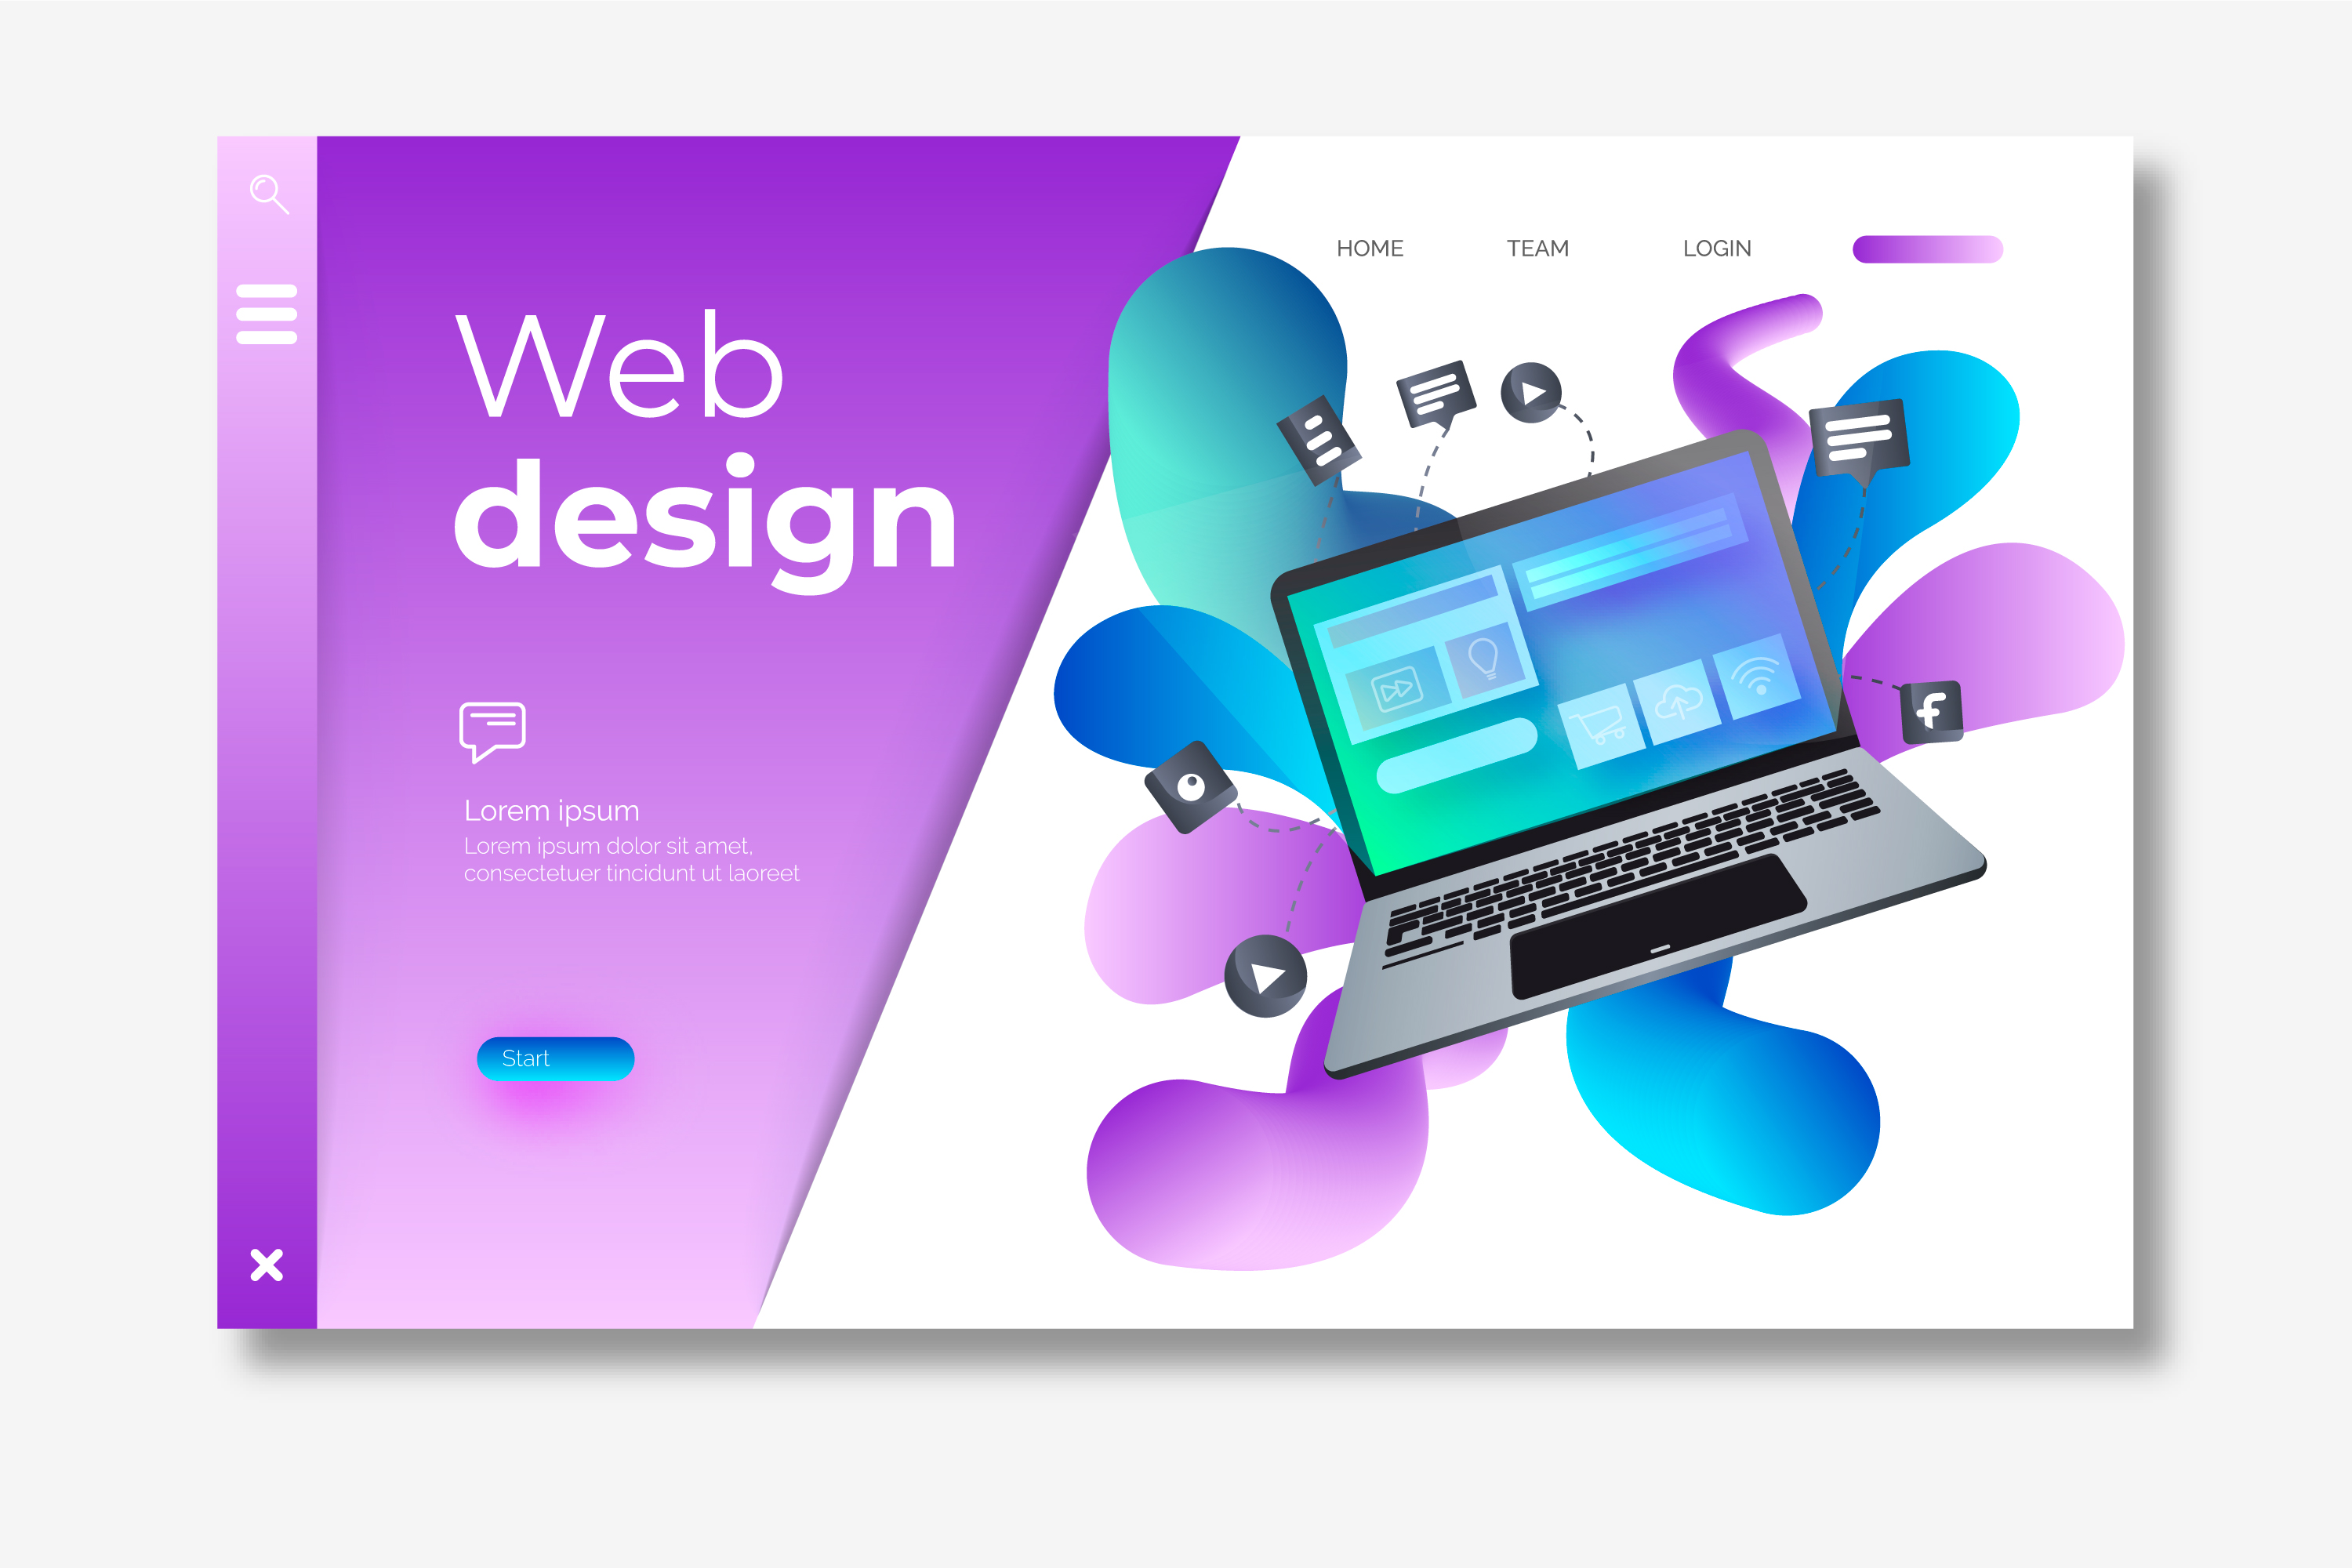 HOME TEAM LOGIN
Web
design
Lorem ipsum
Lorem ipsum dolor sit amet,
consectetuer tincidunt ut laoreet
Start
f